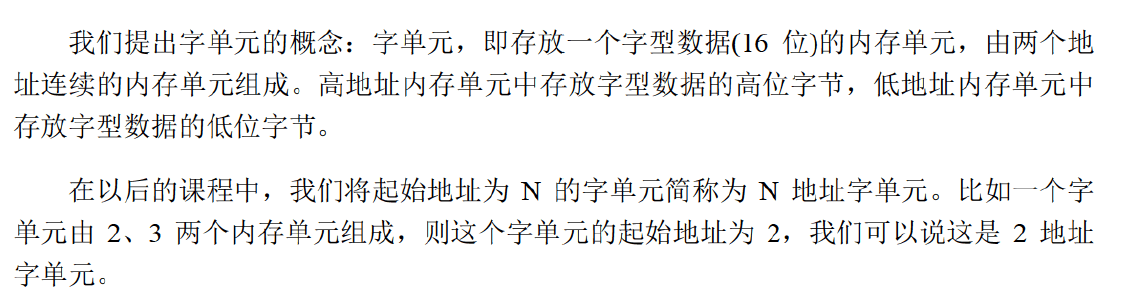 我们提出字单元的概念：字单元，即存放一个字型数据(16 位)的内存单元，由两个地
址连续的内存单元组成。高地址内存单元中存放字型数据的高位字节，低地址内存单元中
存放字型数据的低位字节。
在以后的课程中，我们将起始地址为 N 的字单元简称为 N 地址字单元。比如一个字
单元由 2、3 两个内存单元组成，则这个字单元的起始地址为 2，我们可以说这是 2 地址
字单元。